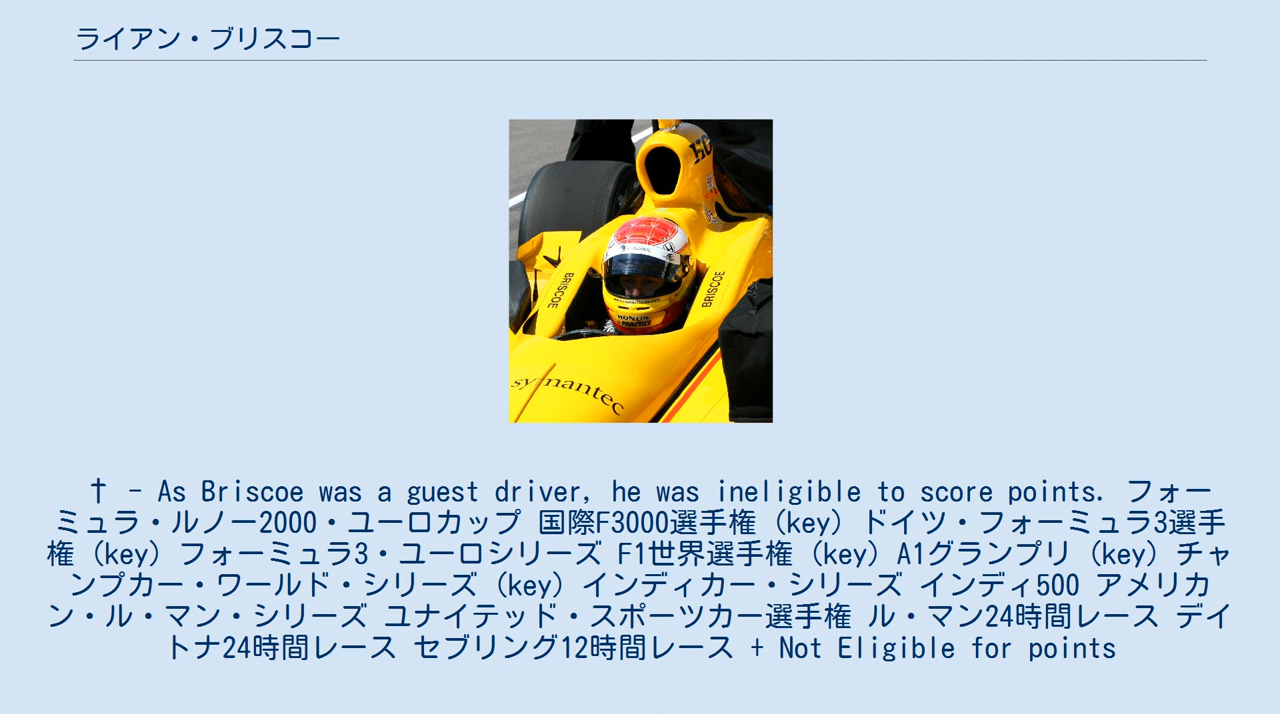 ライアン・ブリスコー
HO
BRISCOE
BRISCOE
HONDA
PRACTICE
symantec
† - As Briscoe was a guest driver, he was ineligible to score points. フォー
ミュラ・ルノー2000・ユーロカップ 国際F3000選手権 (key) ドイツ・フォーミュラ3選手
権 (key) フォーミュラ3・ユーロシリーズ F1世界選手権 (key) A1グランプリ (key) チャ
ンプカー・ワールド・シリーズ (key) インディカー・シリーズ インディ500 アメリカ
ン・ル・マン・シリーズ ユナイテッド・スポーツカー選手権 ル・マン24時間レース デイ
トナ24時間レース セブリング12時間レース + Not Eligible for points